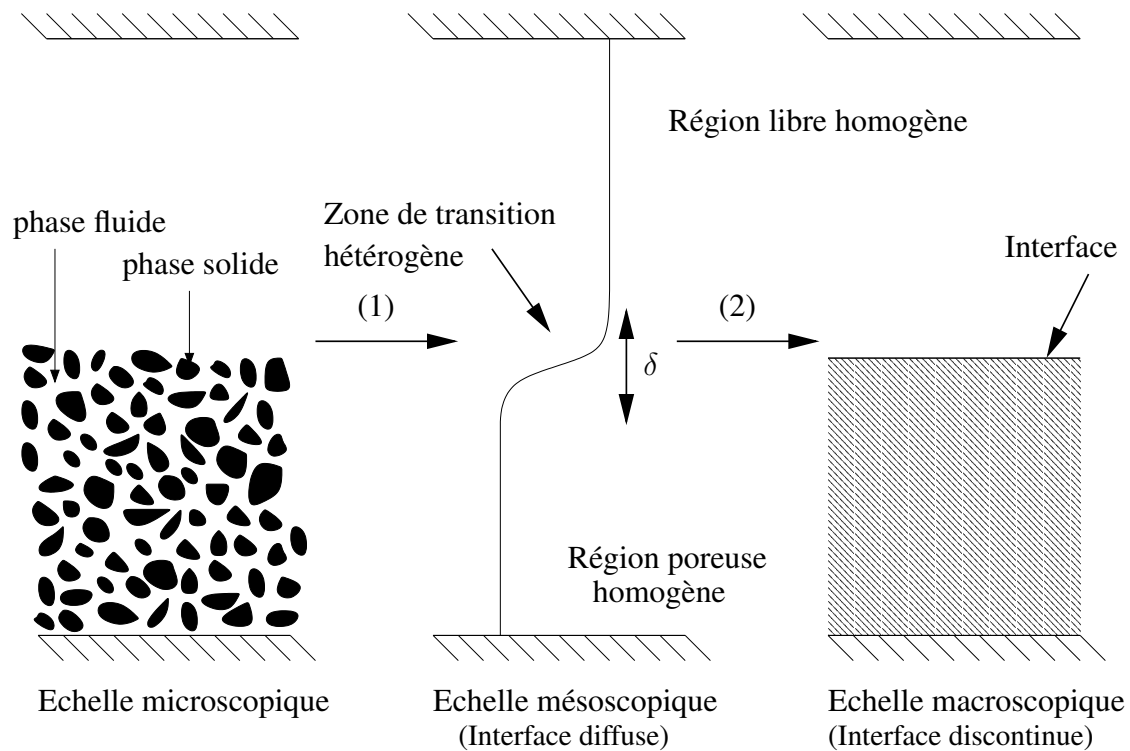 Région libre homogène
phase fluide
phase solide
Zone de transition
hétérogène
Interface
(1)
(2)
δ
Région poreuse
homogène
Echelle microscopique
Echelle mésoscopique
(Interface diffuse)
Echelle macroscopique
(Interface discontinue)